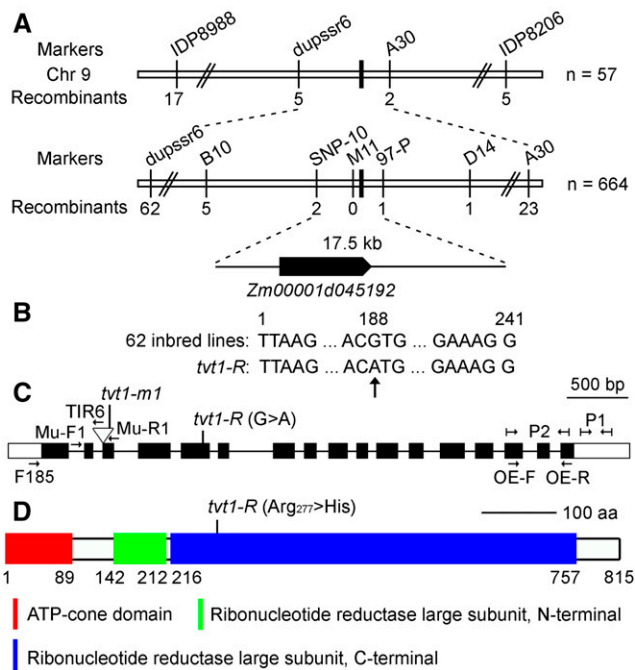 A
Markers IDP8988 dupssr6 A30 IDP8206
Chr 9 n = 57
Recombinants 17 5 2 5
Markers dupssr6 B10 SNP-10 M11 97-P D14 A30
n = 664
Recombinants 62 5 2 0 1 1 23
17.5 kb
Zm00001d045192
B 1 188 241
62 inbred lines: TTAAG ... ACGTG ... GAAAG G
tvt1-R: TTAAG ... ACATG ... GAAAG G
C tvt1-m1 500 bp
TIR6 tvt1-R (G>A) P1
Mu-F1 Mu-R1 P2
F185 OE-F OE-R
D tvt1-R (Arg277>His) 100 aa
1 89 142 212 216 757 815
ATP-cone domain Ribonucleotide reductase large subunit, N-terminal
Ribonucleotide reductase large subunit, C-terminal